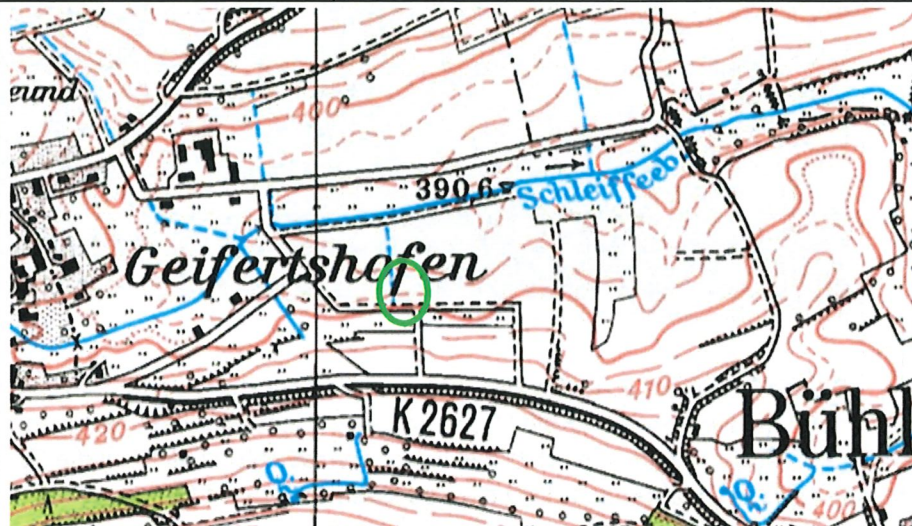 eund
400
390,6
Schleiffeeb
Geifertshofen
410
K 2627
420
Bühl
Q.
Q.
400